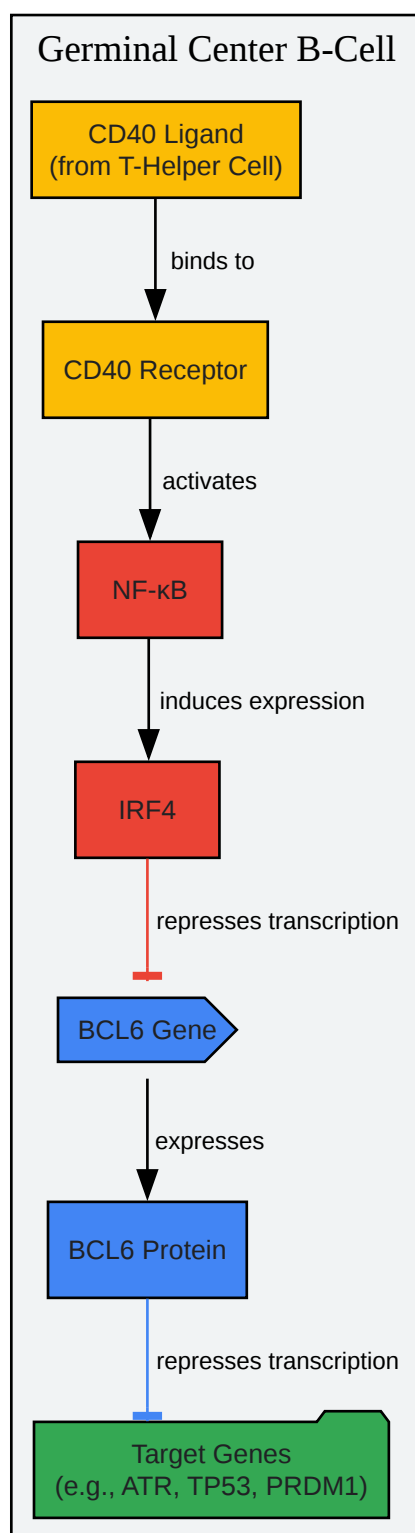 Germinal Center B-Cell
CD40 Ligand
(from T-Helper Cell)
binds to
CD40 Receptor
activates
NF-κB
induces expression
IRF4
represses transcription
BCL6 Gene
expresses
BCL6 Protein
represses transcription
Target Genes
(e.g., ATR, TP53, PRDM1)